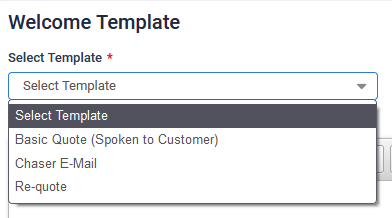 Welcome Template
Select Template *
Select Template
Select Template
Basic Quote (Spoken to Customer)
Chaser E-Mail
Re-quote